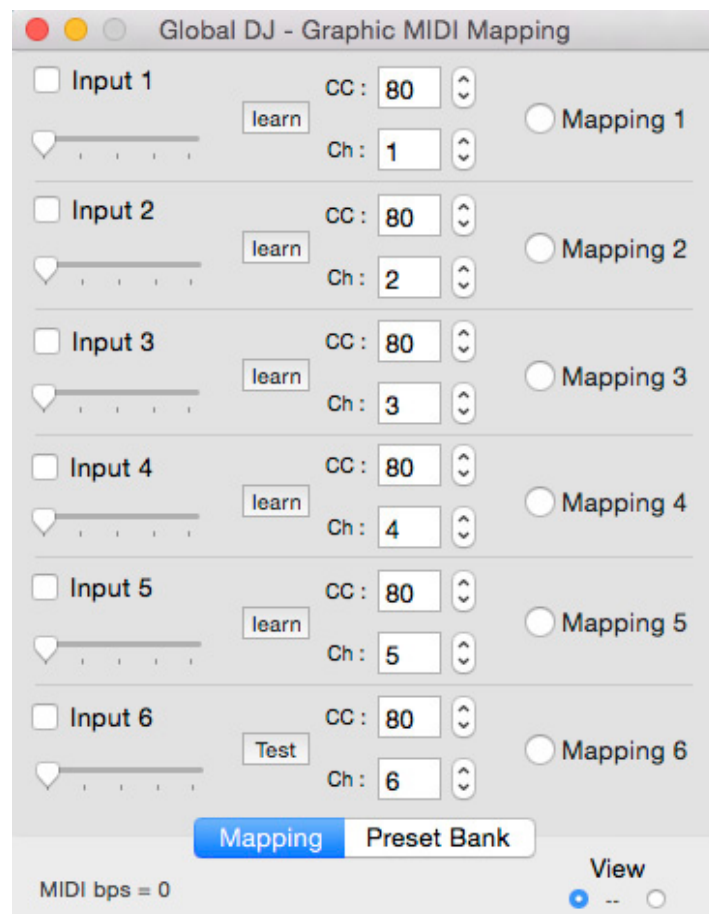 Global DJ - Graphic MIDI Mapping
Input 1
CC : 80
learn
Mapping 1
Ch : 1
Input 2
CC : 80
learn
Mapping 2
Ch : 2
Input 3
CC : 80
learn
Mapping 3
Ch : 3
Input 4
CC : 80
learn
Mapping 4
Ch : 4
Input 5
CC : 80
learn
Mapping 5
Ch : 5
Input 6
CC : 80
Test
Mapping 6
Ch : 6
Mapping Preset Bank
View
MIDI bps = 0
--